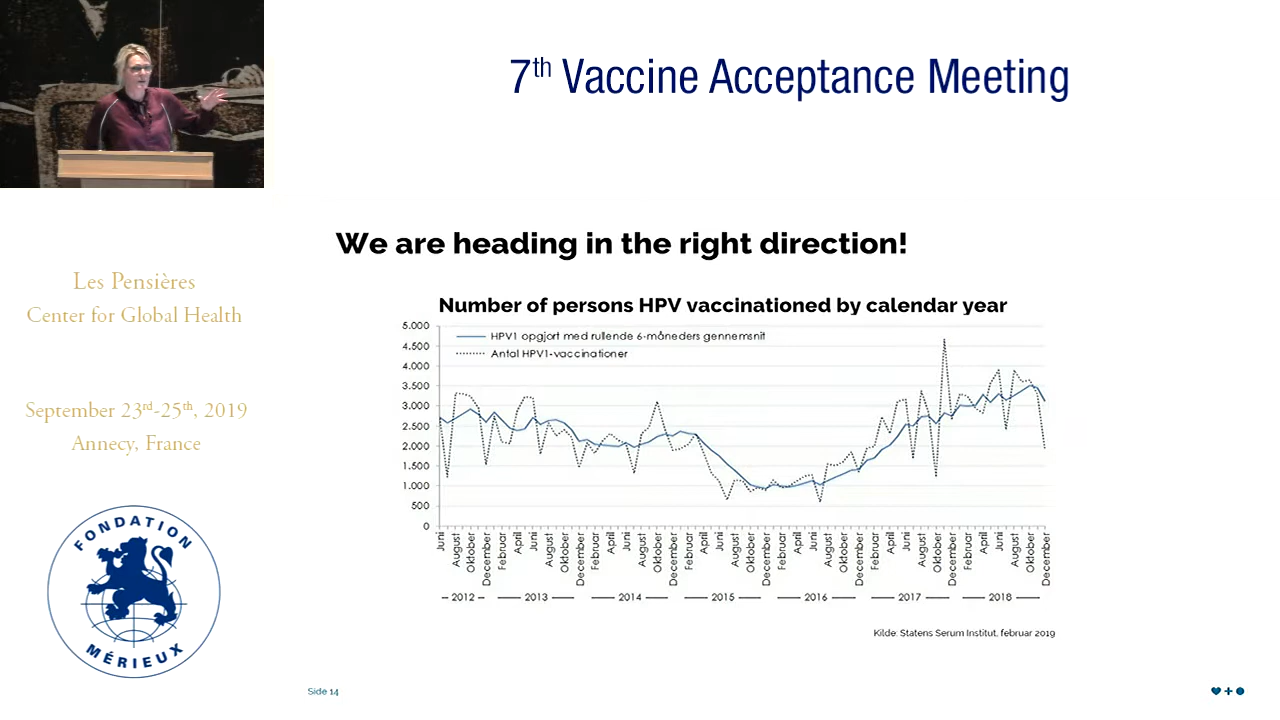 7th Vaccine Acceptance Meeting
We are heading in the right direction!
Les Pensières
Center for Global Health
September 23rd-25th, 2019
Annecy, France
FONDATION
MÉRIEUX
Number of persons HPV vaccinationed by calendar year
HPV1 opgjort med rullende 6-måneders gennemsnit
Antal HPV1-vaccinationer
5.000
4.500
4.000
3.500
3.000
2.500
2.000
1.500
1.000
500
0
Juni August Oktober December Februar April Juni August Oktober December Februar April Juni August Oktober December Februar April Juni August Oktober December Februar April Juni August Oktober December Februar April Juni August Oktober December Februar April Juni August Oktober December
2012 2013 2014 2015 2016 2017 2018
Kilde: Statens Serum Institut, februar 2019
Side 14